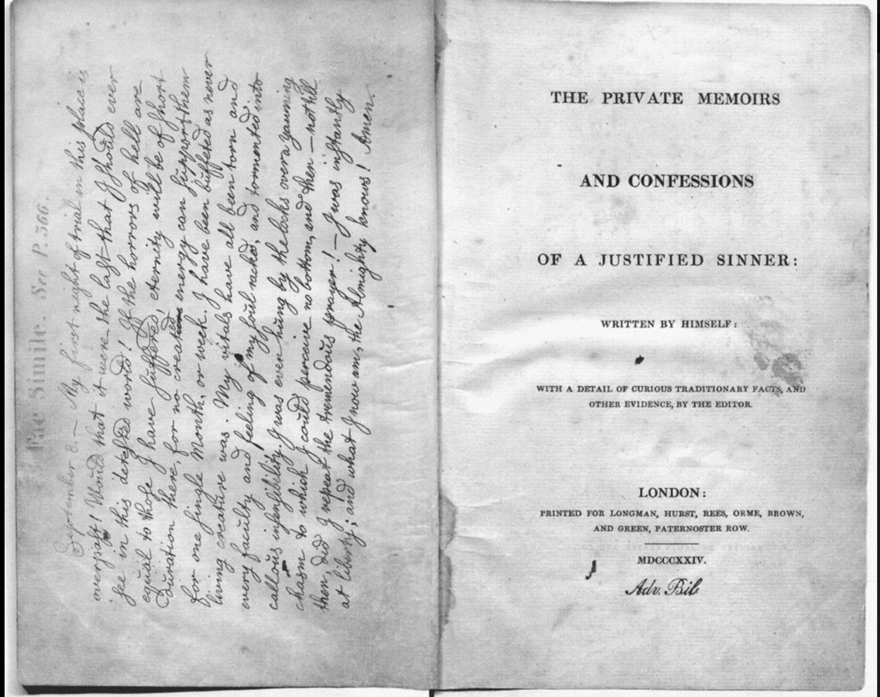 Fac Simile. See P. 366.
September 8. — My first night of trial in this place is
overpast! Would that it were the last that I should ever
see in this detested world! If the horrors of hell are
equal to those I have suffered, eternity will be of short
duration there, for no created energy can support them
for one single month, or week. I have been buffeted as never
living creature was. My vitals have all been torn and
every faculty and feeling of my soul racked, and tormented into
callous insensibility. I was even hung by the locks over a yawning
chasm to which I could perceive no bottom, and then — not till
then, did I repeat the tremendous prayer! — I was instantly
at liberty; and what I now am, the Almighty knows! Amen.
THE PRIVATE MEMOIRS
AND CONFESSIONS
OF A JUSTIFIED SINNER:
WRITTEN BY HIMSELF:
WITH A DETAIL OF CURIOUS TRADITIONARY FACTS, AND
OTHER EVIDENCE, BY THE EDITOR.
LONDON:
PRINTED FOR LONGMAN, HURST, REES, ORME, BROWN,
AND GREEN, PATERNOSTER ROW.
MDCCCXXIV.
Adv. Bib